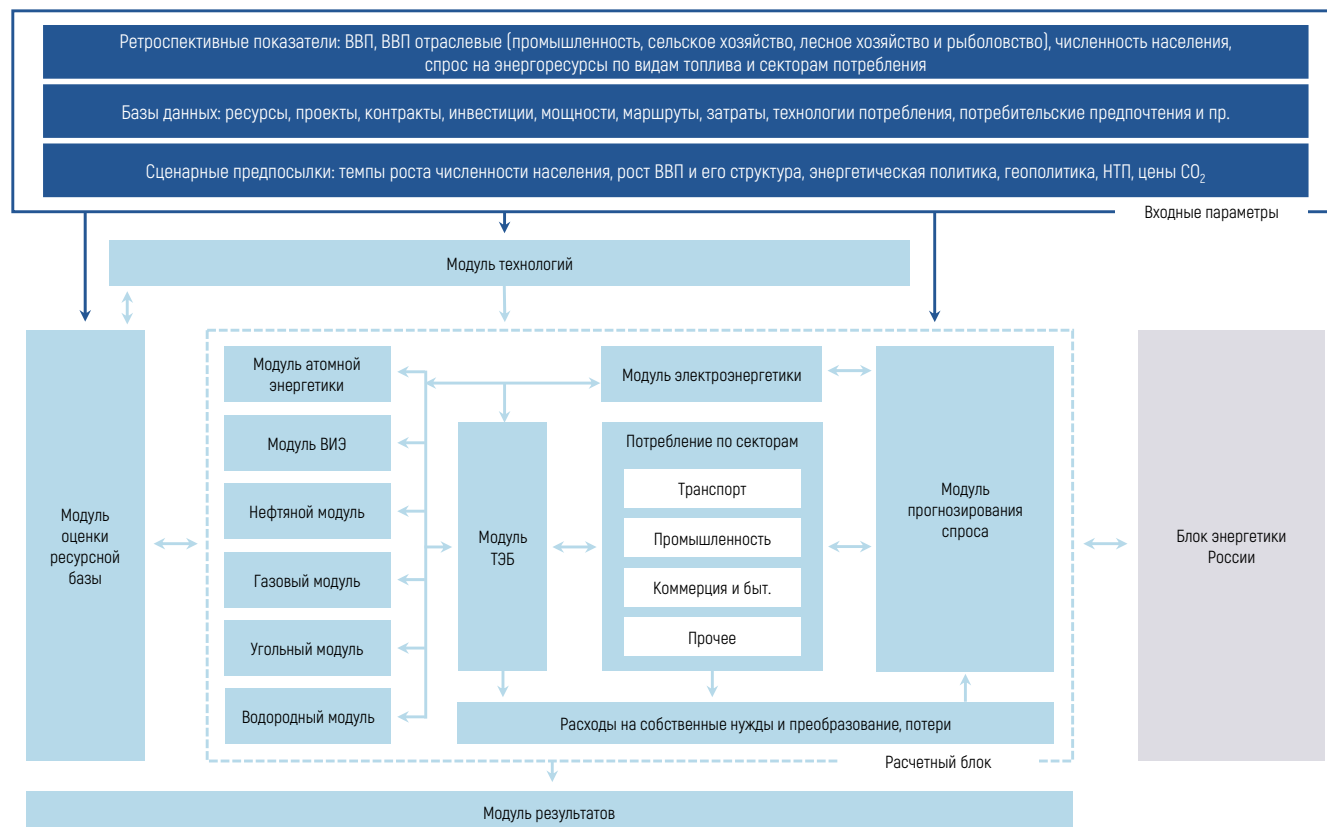 Ретроспективные показатели: ВВП, ВВП отраслевые (промышленность, сельское хозяйство, лесное хозяйство и рыболовство), численность населения,
спрос на энергоресурсы по видам топлива и секторам потребления
Базы данных: ресурсы, проекты, контракты, инвестиции, мощности, маршруты, затраты, технологии потребления, потребительские предпочтения и пр.
Сценарные предпосылки: темпы роста численности населения, рост ВВП и его структура, энергетическая политика, геополитика, НТП, цены CO₂
Входные параметры
Модуль технологий
Модуль
оценки
ресурсной
базы
Модуль атомной
энергетики
Модуль ВИЭ
Нефтяной модуль
Газовый модуль
Угольный модуль
Водородный модуль
Модуль
ТЭБ
Модуль электроэнергетики
Потребление по секторам
Транспорт
Промышленность
Коммерция и быт.
Прочее
Модуль
прогнозирования
спроса
Расходы на собственные нужды и преобразование, потери
Расчетный блок
Блок энергетики
России
Модуль результатов